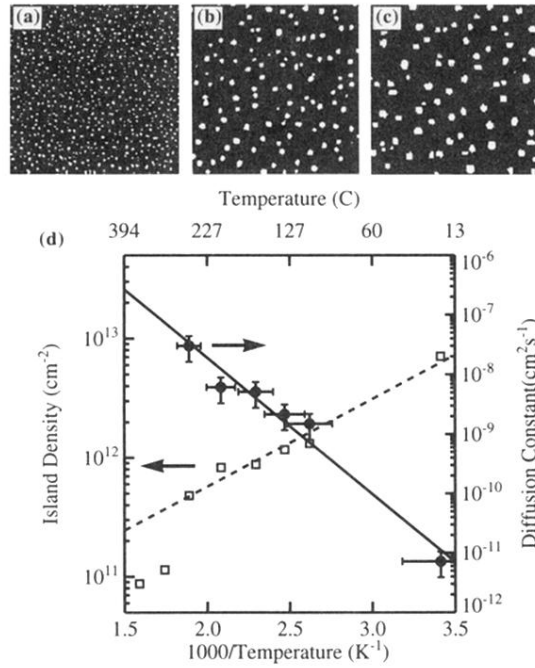 (a) (b) (c)
Temperature (C)
(d) 394 227 127 60 13
10^-6
10^-7
10^13
10^-8
Island Density (cm^-2)
Diffusion Constant(cm^2s^-1)
10^-9
10^12
10^-10
10^-11
10^11
10^-12
1.5 2.0 2.5 3.0 3.5
1000/Temperature (K^-1)